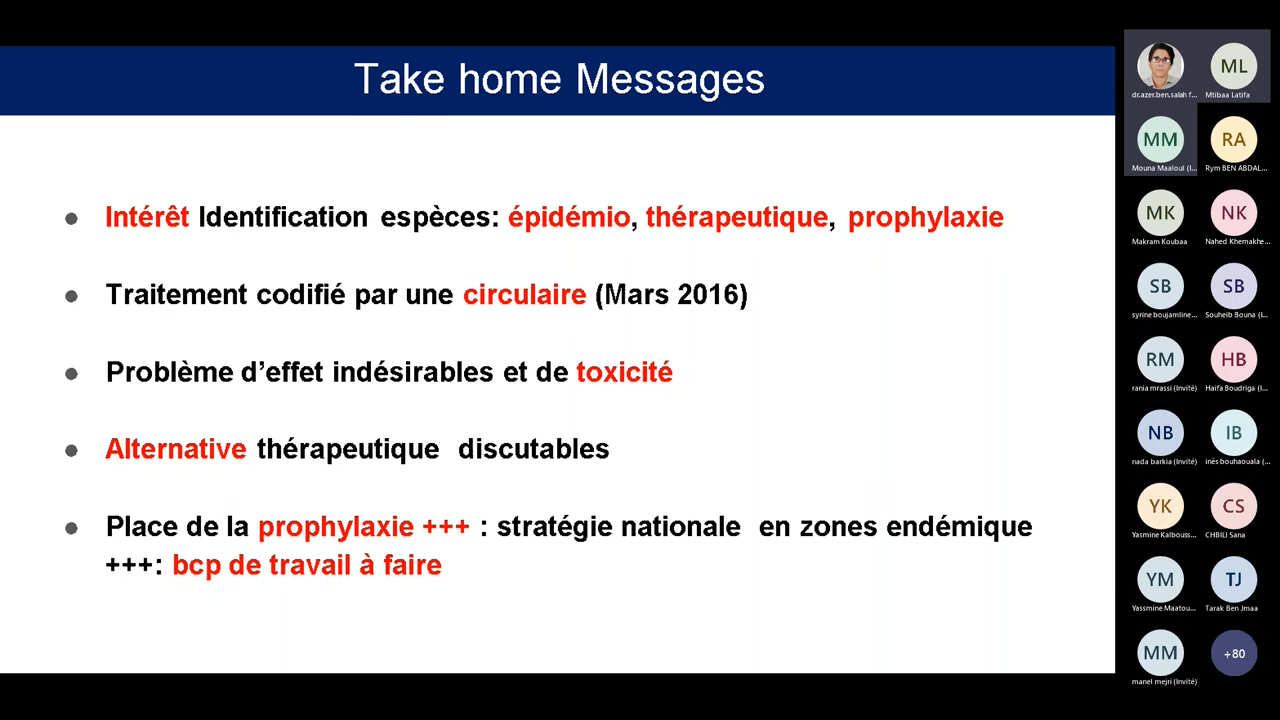 Take home Messages
Intérêt Identification espèces: épidémio, thérapeutique, prophylaxie
Traitement codifié par une circulaire (Mars 2016)
Problème d'effet indésirables et de toxicité
Alternative thérapeutique discutables
Place de la prophylaxie +++ : stratégie nationale en zones endémique
+++: bcp de travail à faire
dr.azer.ben.salah f...
ML
Mtibaa Latifa
MM
Mouna Maaloul (I...
RA
Rym BEN ABDAL...
MK
Makram Koubaa
NK
Nahed Khemakhe...
SB
syrine boujamline...
SB
Souheib Bouna (I...
RM
rania mrassi (Invité)
HB
Haifa Boudriga (I...
NB
nada barkia (Invité)
IB
inés bouhaouala (...
YK
Yasmine Kalbouss...
CS
CHBILI Sana
YM
Yassmine Maatou...
TJ
Tarak Ben Jmaa
MM
manel mejri (Invité)
+80